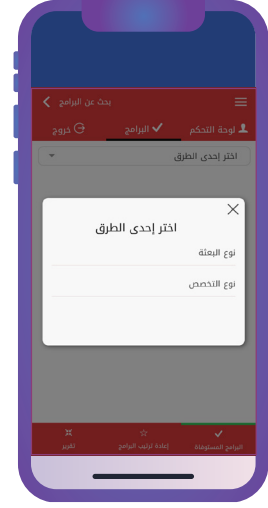 بحث عن البرامج
لوحة التحكم
البرامج
خروج
اختر إحدى الطرق
اختر إحدى الطرق
نوع البعثة
نوع التخصص
البرامج المستوفاة
إعادة ترتيب البرامج
تقرير